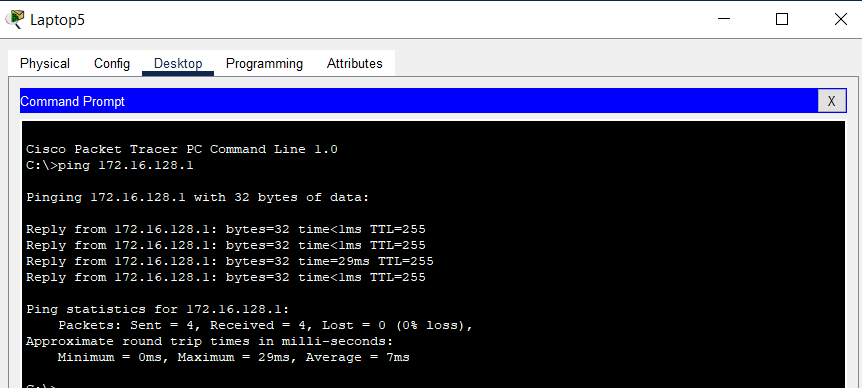 Laptop5
Physical Config Desktop Programming Attributes
Command Prompt X
Cisco Packet Tracer PC Command Line 1.0
C:\>ping 172.16.128.1
Pinging 172.16.128.1 with 32 bytes of data:
Reply from 172.16.128.1: bytes=32 time<1ms TTL=255
Reply from 172.16.128.1: bytes=32 time<1ms TTL=255
Reply from 172.16.128.1: bytes=32 time=29ms TTL=255
Reply from 172.16.128.1: bytes=32 time<1ms TTL=255
Ping statistics for 172.16.128.1:
Packets: Sent = 4, Received = 4, Lost = 0 (0% loss),
Approximate round trip times in milli-seconds:
Minimum = 0ms, Maximum = 29ms, Average = 7ms
C:\>